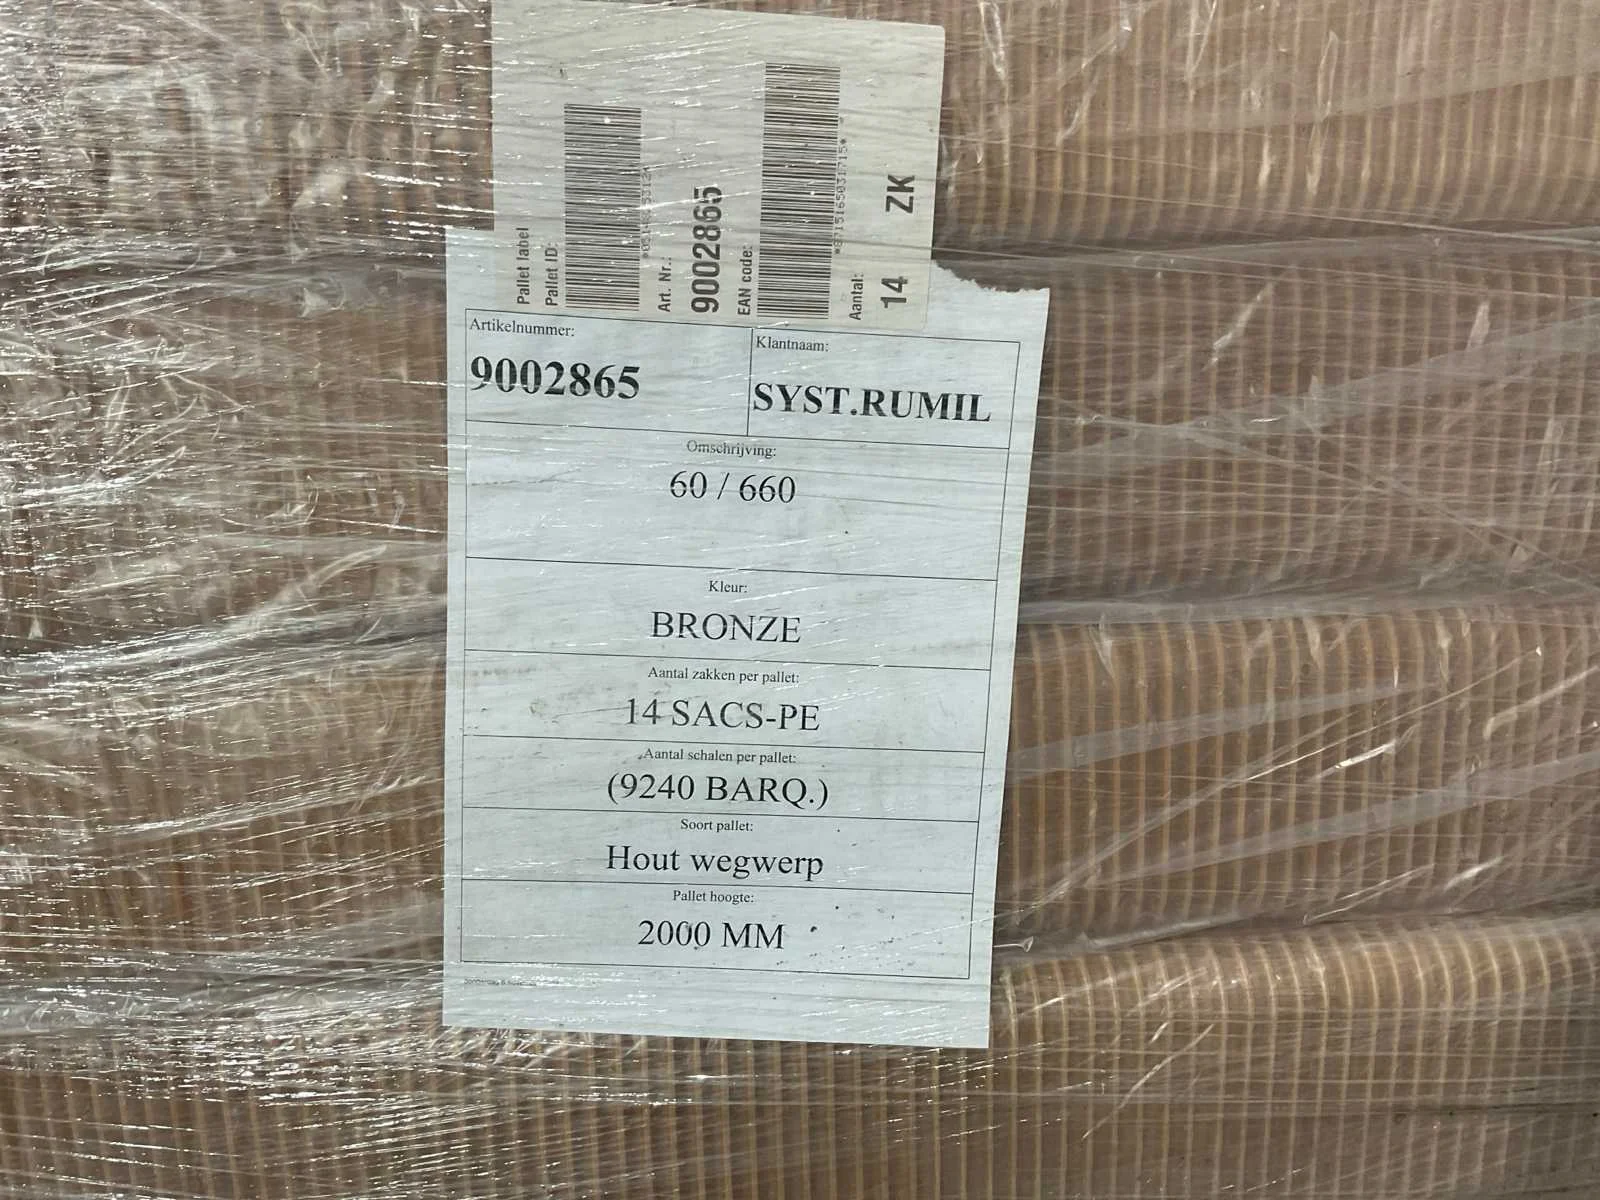 Pallet label
Pallet ID:
Art. Nr.:
9002865
EAN code:
Aantal:
14 ZK
Artikelnummer:
9002865
Klantnaam:
SYST.RUMIL
Omschrijving:
60 / 660
Kleur:
BRONZE
Aantal zakken per pallet:
14 SACS-PE
Aantal schalen per pallet:
(9240 BARQ.)
Soort pallet:
Hout wegwerp
Pallet hoogte:
2000 MM